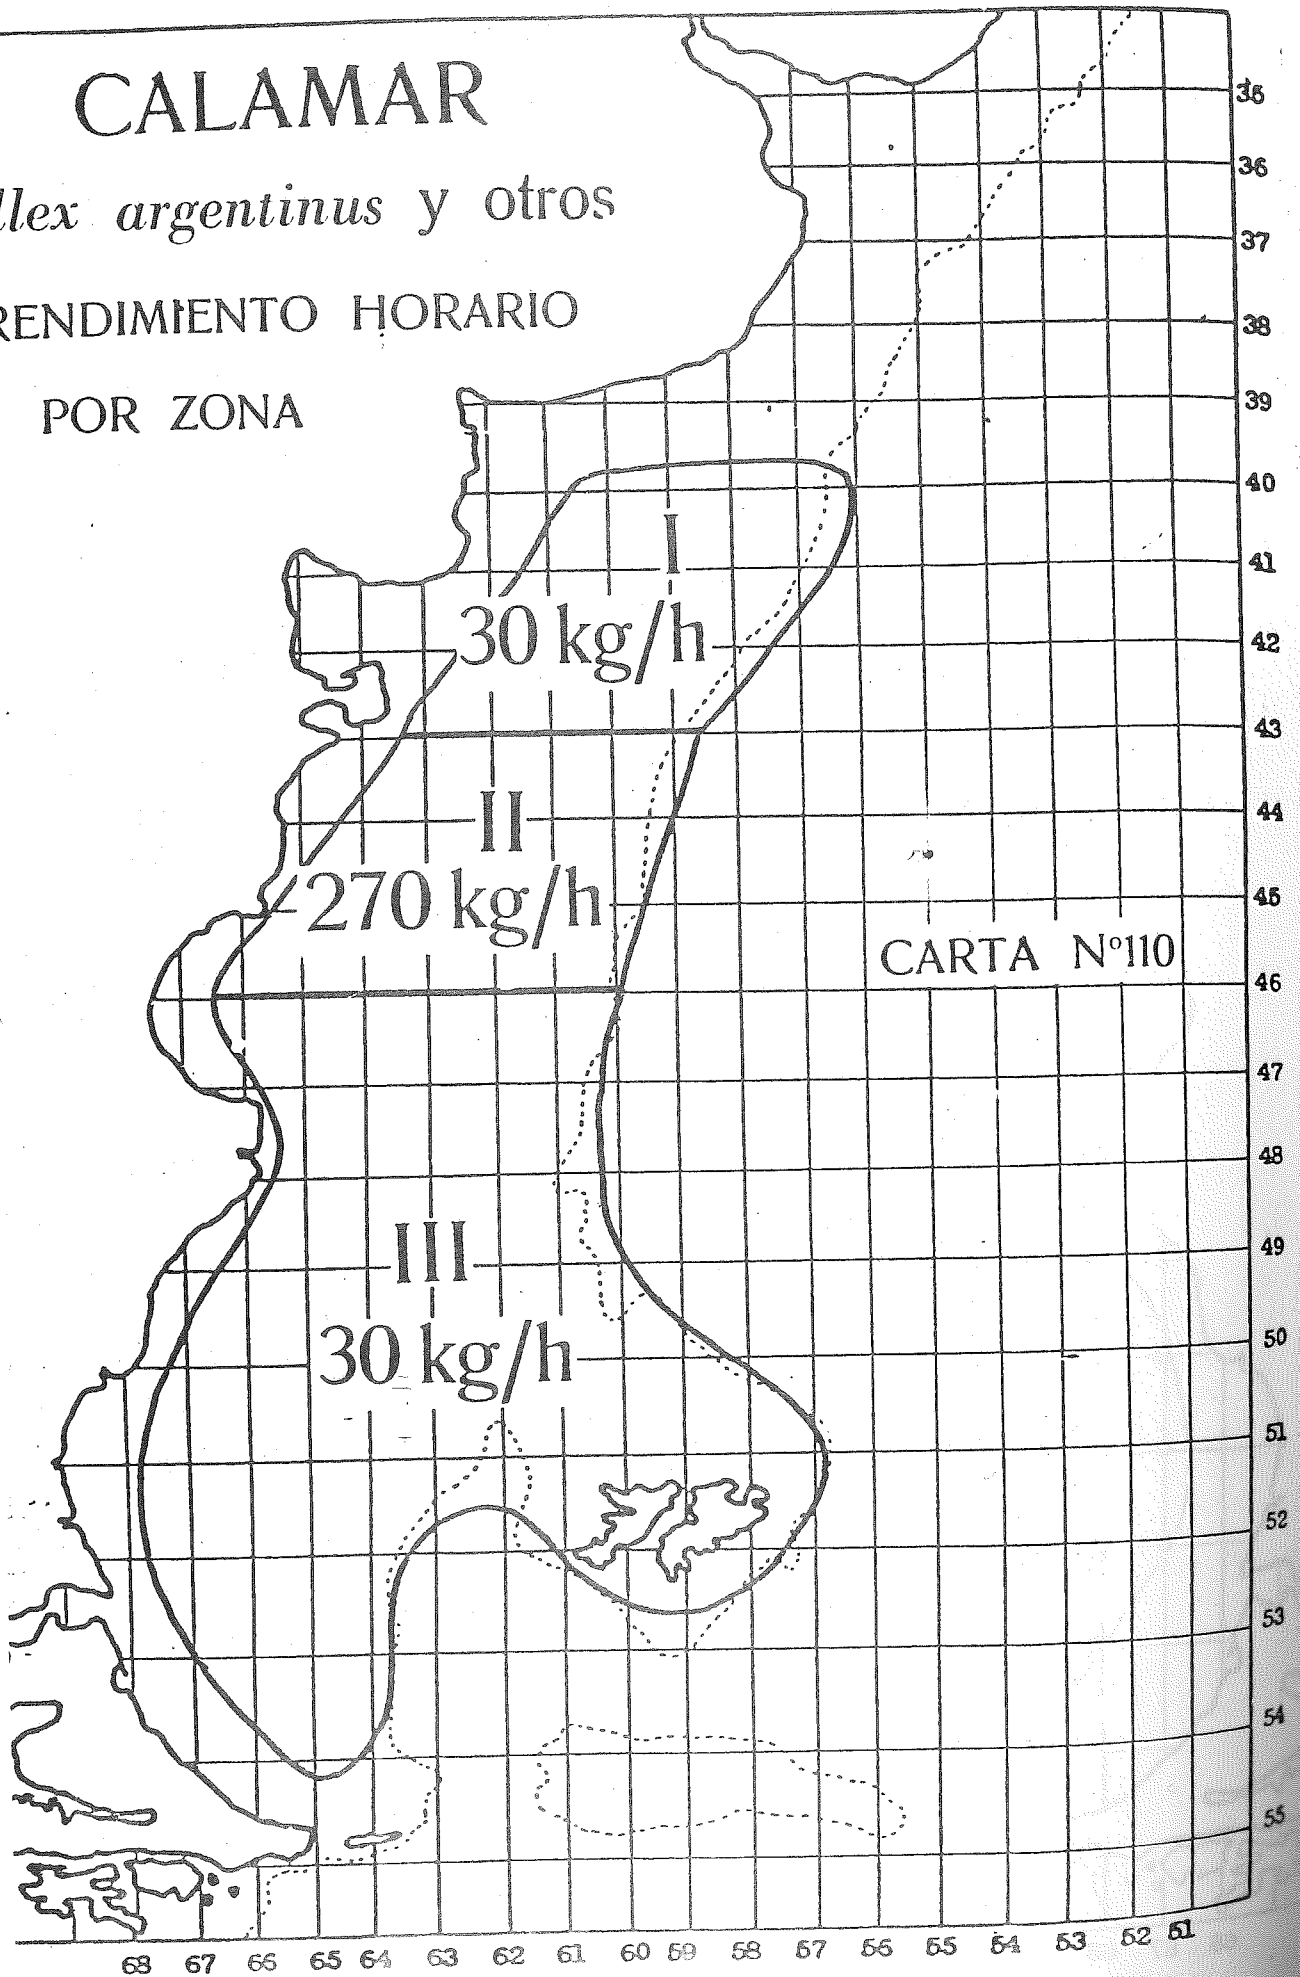 CALAMAR
llex argentinus y otros
RENDIMIENTO HORARIO
POR ZONA
35
36
37
38
39
40
41
42
43
44
45
46
47
48
49
50
51
52
53
54
55
I
30 kg/h
II
270 kg/h
CARTA Nº110
III
30 kg/h
68 67 66 65 64 63 62 61 60 59 58 57 56 55 54 53 52 51